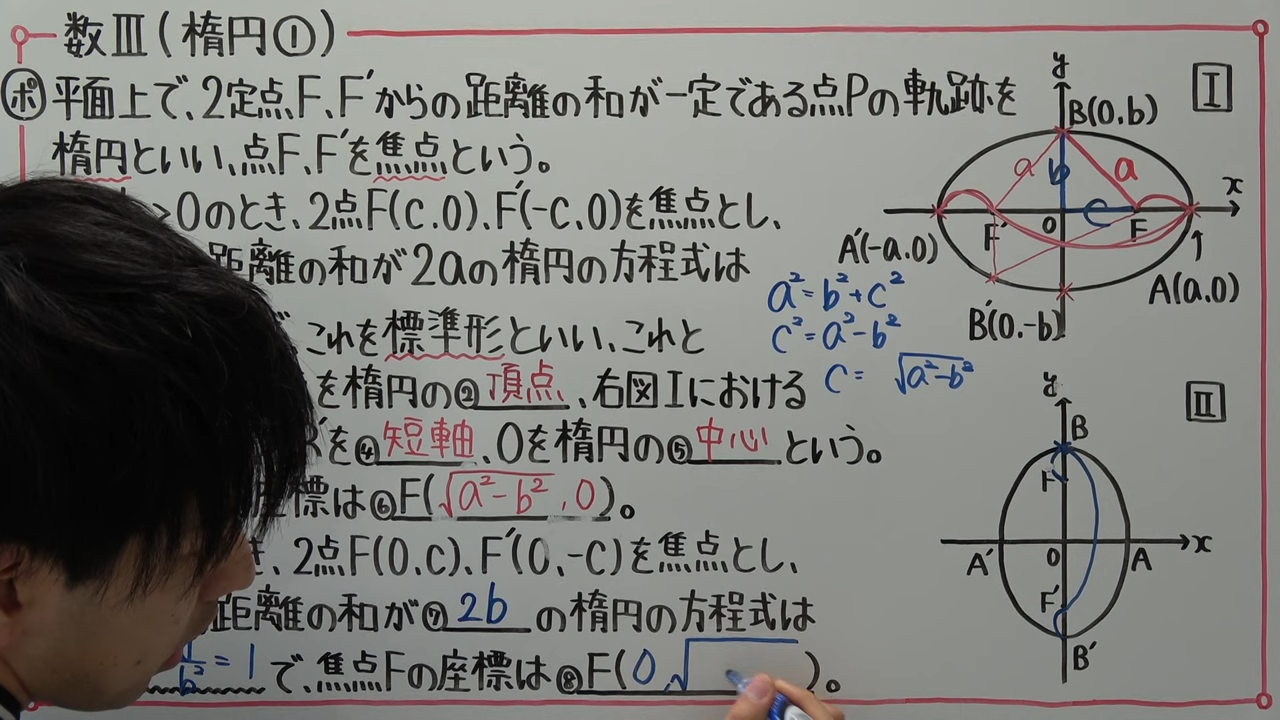 数Ⅲ(楕円①)
ポ 平面上で、2定点F、F′からの距離の和が一定である点Pの軌跡を
楕円といい、点F、F′を焦点という。
>0のとき、2点F(c,0)、F′(-c,0)を焦点とし、
距離の和が2aの楕円の方程式は
、これを標準形といい、これと
を楕円の②頂点、右図Ⅰにおける
B′を④短軸、Oを楕円の⑤中心という。
座標は⑥F(√a²-b², 0)。
き、2点F(0,c)、F′(0,-c)を焦点とし、
距離の和が⑦2bの楕円の方程式は
b² = 1 で、焦点Fの座標は⑧F(0,√ )。
a² = b² + c²
c² = a² - b²
c = √a²-b²
Ⅰ
y
B(0,b)
a
b
a
x
c
O
F′
F
A′(-a,0)
A(a,0)
B′(0,-b)
Ⅱ
y
B
F
A′
O
A
x
F′
B′